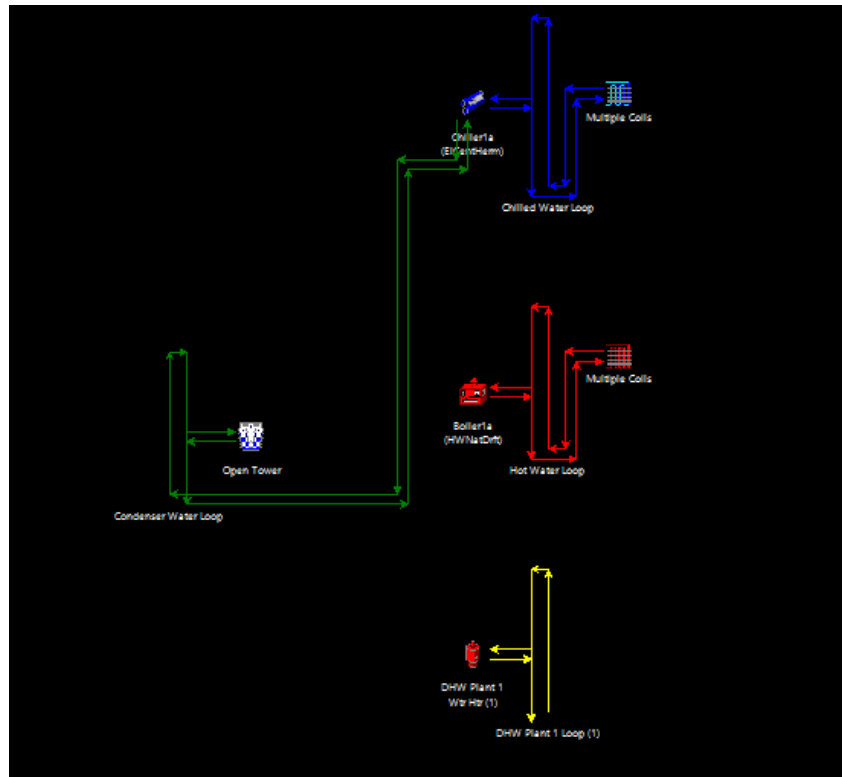 Chiller1a
(ElCentHerm)
Multiple Coils
Chilled Water Loop
Boiler1a
(HWNatDrft)
Multiple Coils
Hot Water Loop
Open Tower
Condenser Water Loop
DHW Plant 1
Wtr Htr (1)
DHW Plant 1 Loop (1)